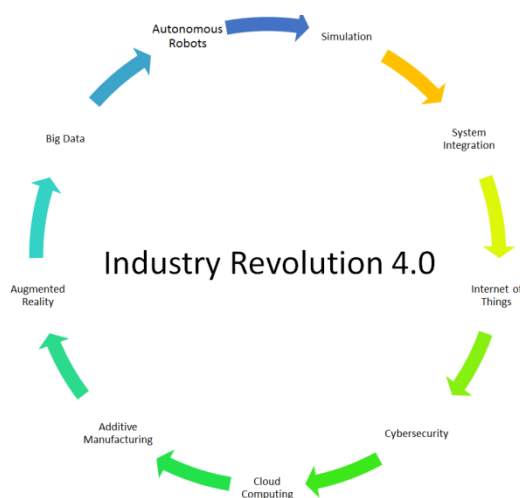 Autonomous
Robots
Simulation
System
Integration
Internet of
Things
Cybersecurity
Cloud
Computing
Additive
Manufacturing
Augmented
Reality
Big Data
Industry Revolution 4.0